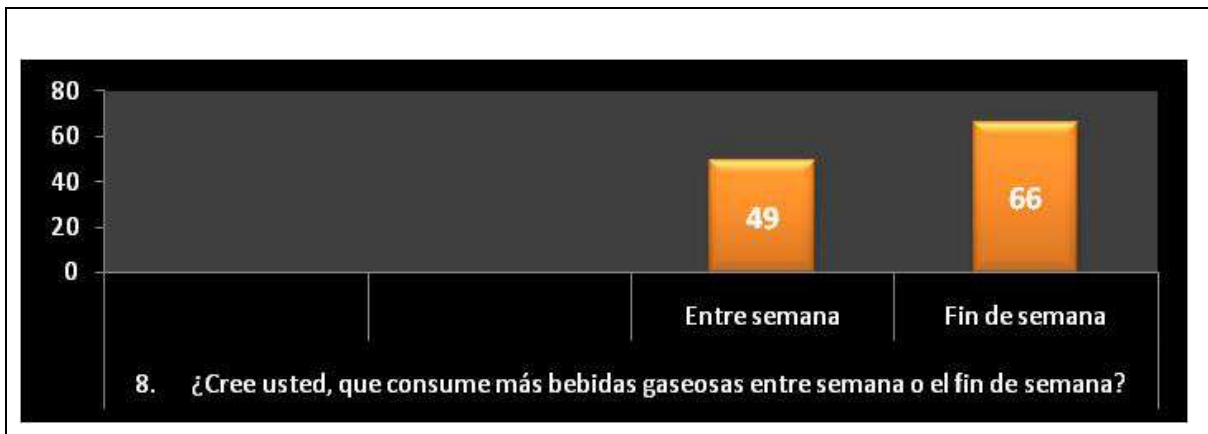 80
60
40
20
0
49
66
Entre semana
Fin de semana
8. ¿Cree usted, que consume más bebidas gaseosas entre semana o el fin de semana?